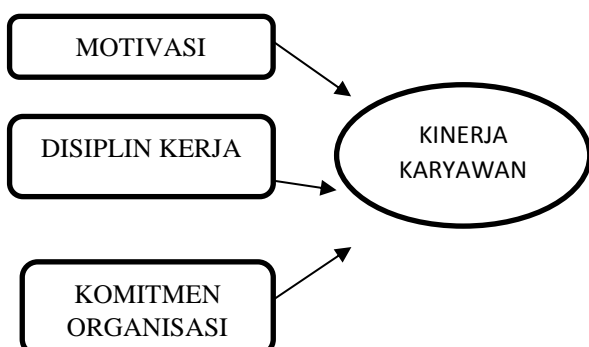 MOTIVASI
DISIPLIN KERJA
KINERJA
KARYAWAN
KOMITMEN
ORGANISASI